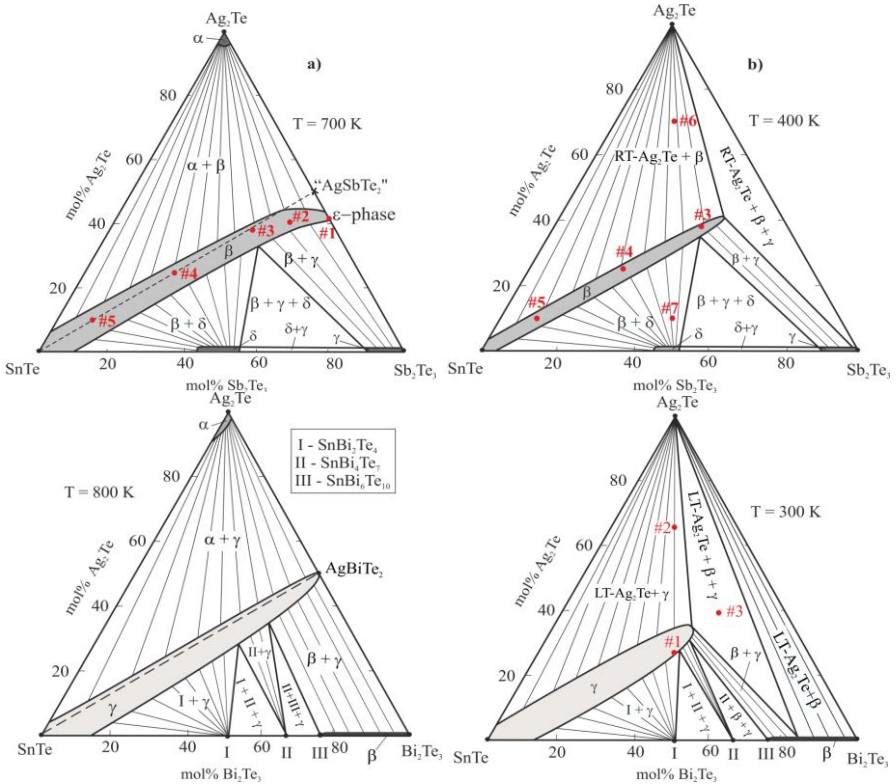 Ag₂Te
α
a)
80
T = 700 K
mol% Ag₂Te
60
α + β
"AgSbTe₂"
ε−phase
40
#3
#2
#1
β
#4
β + γ
20
#5
β + δ
β + γ + δ
δ
δ+γ
γ
SnTe
20
40
60
80
Sb₂Te₃
mol% Sb₂Te₃
Ag₂Te
b)
80
#6
T = 400 K
mol% Ag₂Te
60
RT-Ag₂Te + β
RT-Ag₂Te + β + γ
40
#3
#4
β
β + γ
20
#5
#7
β + δ
β + γ + δ
δ
δ+γ
γ
SnTe
20
40
60
80
Sb₂Te₃
mol% Sb₂Te₃
Ag₂Te
α
I - SnBi₂Te₄
II - SnBi₄Te₇
III - SnBi₆Te₁₀
80
T = 800 K
mol% Ag₂Te
60
α + γ
AgBiTe₂
40
II+γ
β + γ
20
γ
I + γ
I + II + γ
II+III+γ
SnTe
20
40
I
60
II
III
80
β
Bi₂Te₃
mol% Bi₂Te₃
Ag₂Te
80
T = 300 K
#2
mol% Ag₂Te
60
LT-Ag₂Te+ γ
LT-Ag₂Te + β + γ
#3
LT-Ag₂Te+β
40
#1
β + γ
20
γ
I + γ
I + II + γ
II + β + γ
SnTe
20
40
I
60
II
III
80
β
Bi₂Te₃
mol% Bi₂Te₃